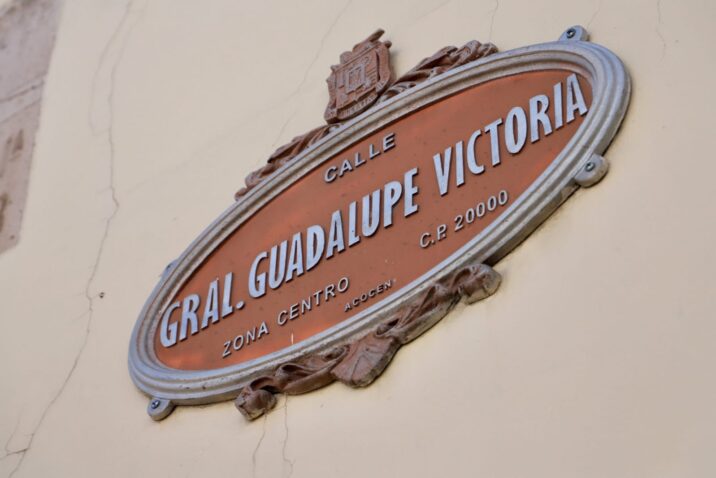 CALLE
GRAL. GUADALUPE VICTORIA
ZONA CENTRO C.P. 20000
ACOCEN